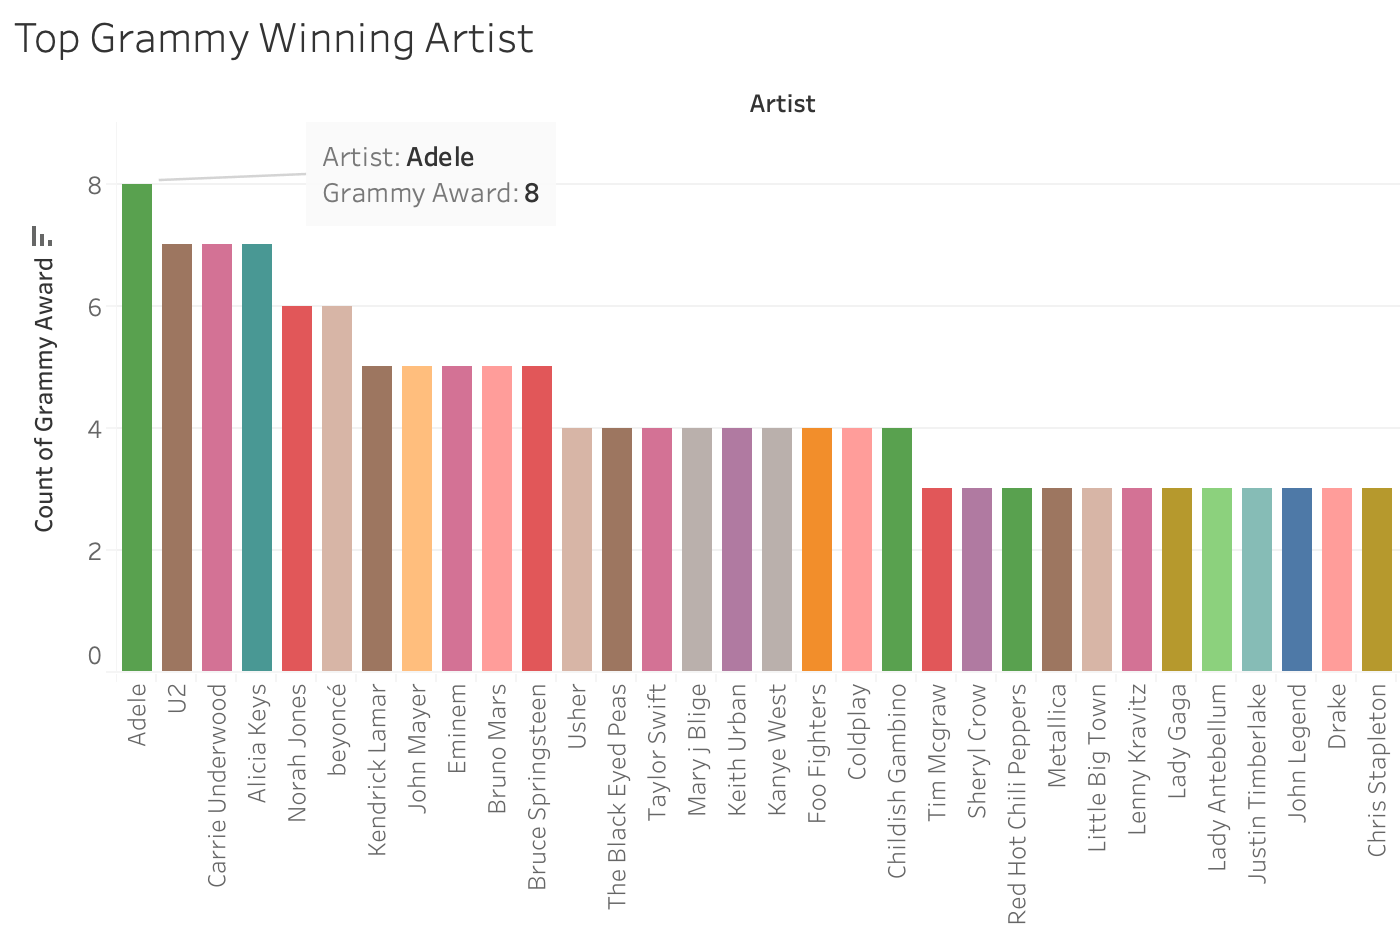 Top Grammy Winning Artist
Artist
Artist: Adele
Grammy Award: 8
Count of Grammy Award
8
6
4
2
0
Adele
U2
Carrie Underwood
Alicia Keys
Norah Jones
beyoncé
Kendrick Lamar
John Mayer
Eminem
Bruno Mars
Bruce Springsteen
Usher
The Black Eyed Peas
Taylor Swift
Mary j Blige
Keith Urban
Kanye West
Foo Fighters
Coldplay
Childish Gambino
Tim Mcgraw
Sheryl Crow
Red Hot Chili Peppers
Metallica
Little Big Town
Lenny Kravitz
Lady Gaga
Lady Antebellum
Justin Timberlake
John Legend
Drake
Chris Stapleton